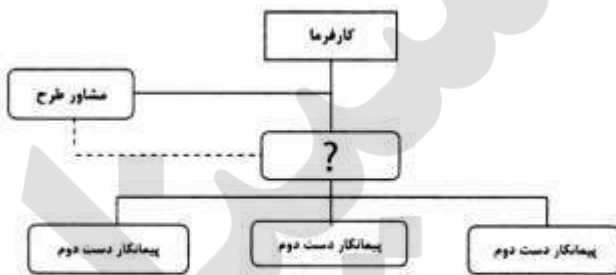 کارفرما
مشاور طرح
?
پیمانکار دست دوم
پیمانکار دست دوم
پیمانکار دست دوم